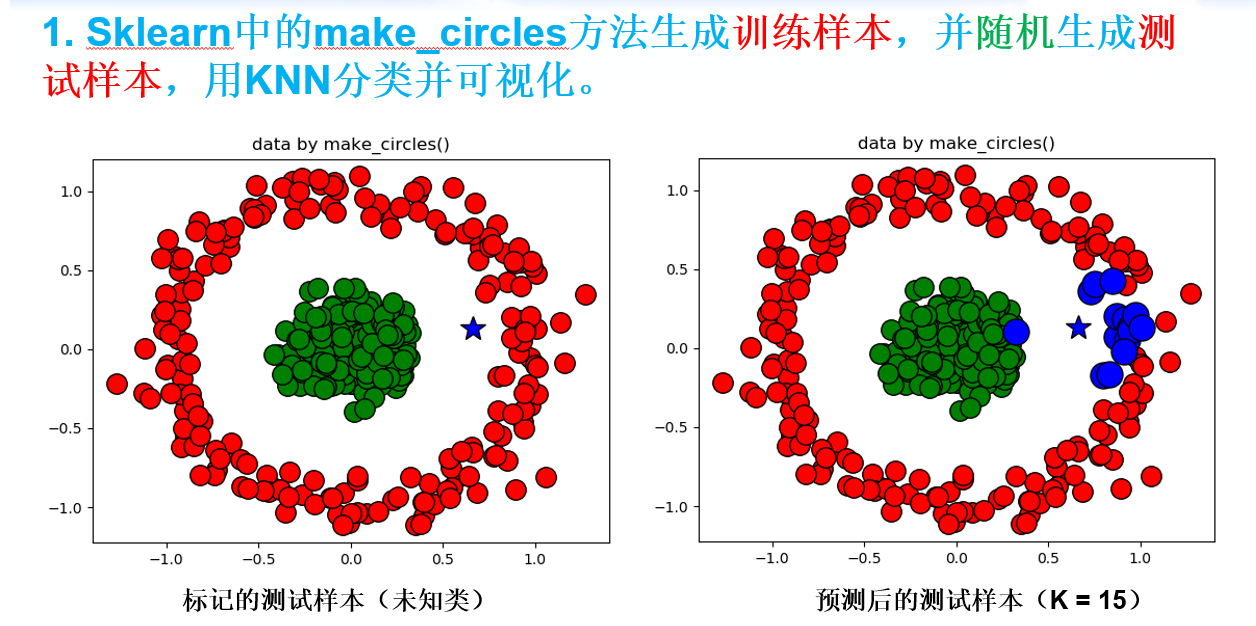 1. Sklearn中的make_circles方法生成训练样本，并随机生成测
试样本，用KNN分类并可视化。
data by make_circles()
1.0
0.5
0.0
−0.5
−1.0
−1.0 −0.5 0.0 0.5 1.0
标记的测试样本（未知类）
data by make_circles()
1.0
0.5
0.0
−0.5
−1.0
−1.0 −0.5 0.0 0.5 1.0
预测后的测试样本（K = 15）